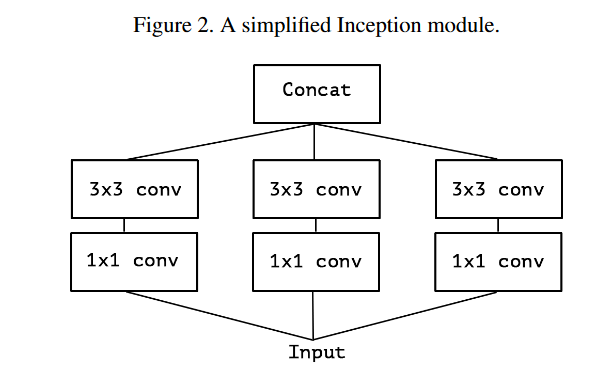 Figure 2. A simplified Inception module.
Concat
3x3 conv 3x3 conv 3x3 conv
1x1 conv 1x1 conv 1x1 conv
Input